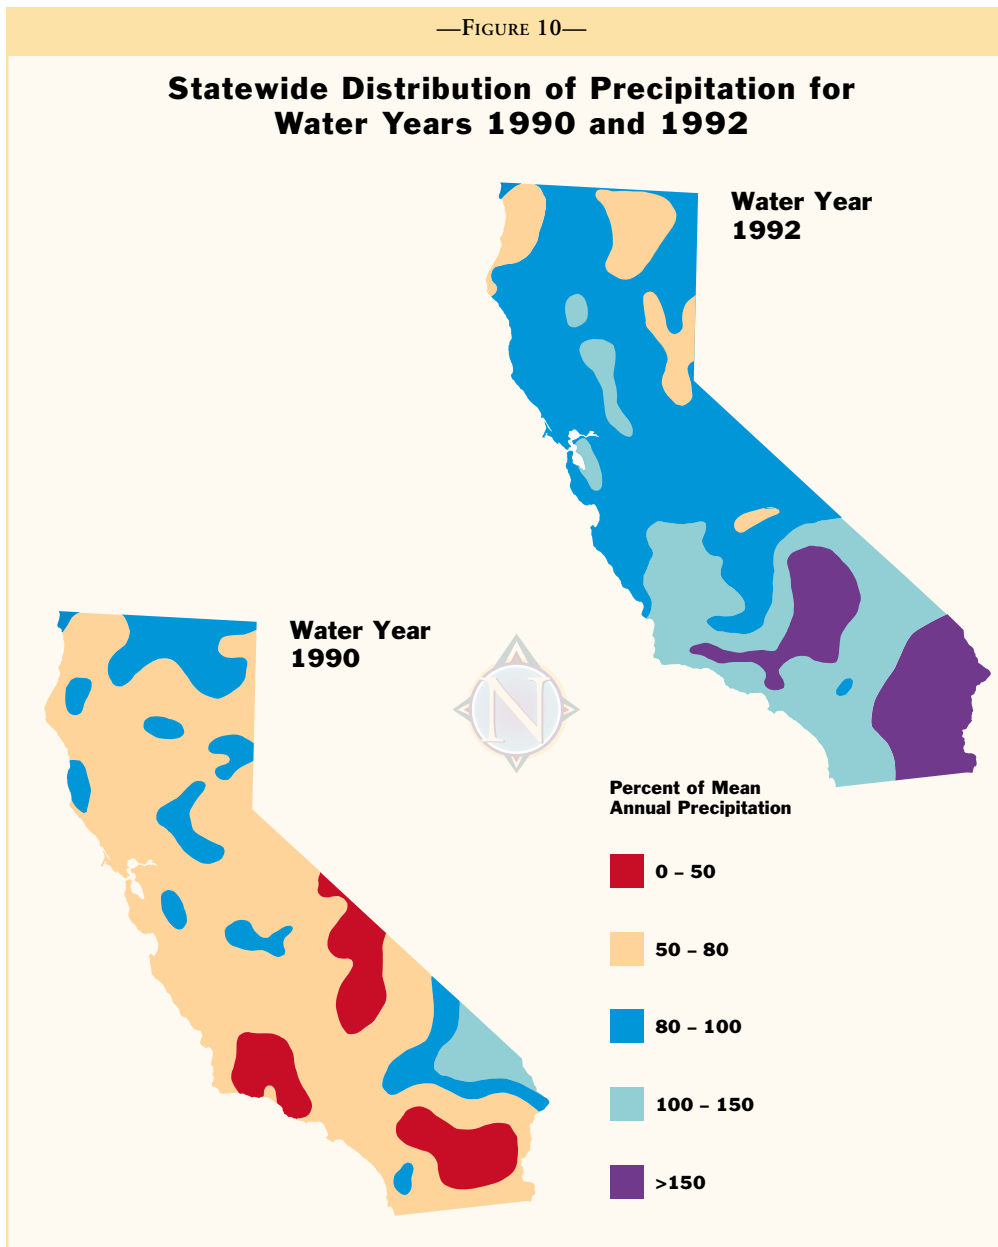 —FIGURE 10—
Statewide Distribution of Precipitation for
Water Years 1990 and 1992
Water Year
1992
Water Year
1990
N
Percent of Mean
Annual Precipitation
0 – 50
50 – 80
80 – 100
100 – 150
>150